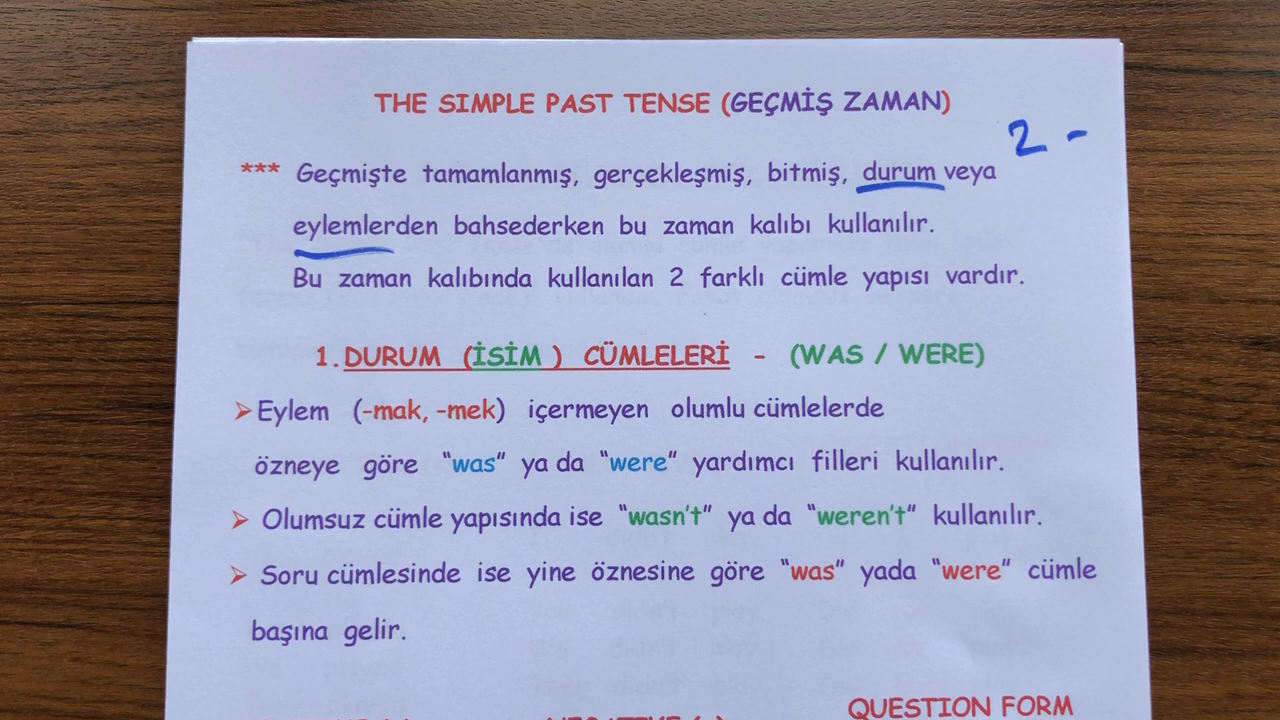 THE SIMPLE PAST TENSE (GEÇMİŞ ZAMAN)
2 -
*** Geçmişte tamamlanmış, gerçekleşmiş, bitmiş, durum veya
eylemlerden bahsederken bu zaman kalıbı kullanılır.
Bu zaman kalıbında kullanılan 2 farklı cümle yapısı vardır.
1. DURUM (İSİM ) CÜMLELERİ - (WAS / WERE)
➢ Eylem (-mak, -mek) içermeyen olumlu cümlelerde
özneye göre "was" ya da "were" yardımcı filleri kullanılır.
➢ Olumsuz cümle yapısında ise "wasn't" ya da "weren't" kullanılır.
➢ Soru cümlesinde ise yine öznesine göre "was" yada "were" cümle
başına gelir.
QUESTION FORM